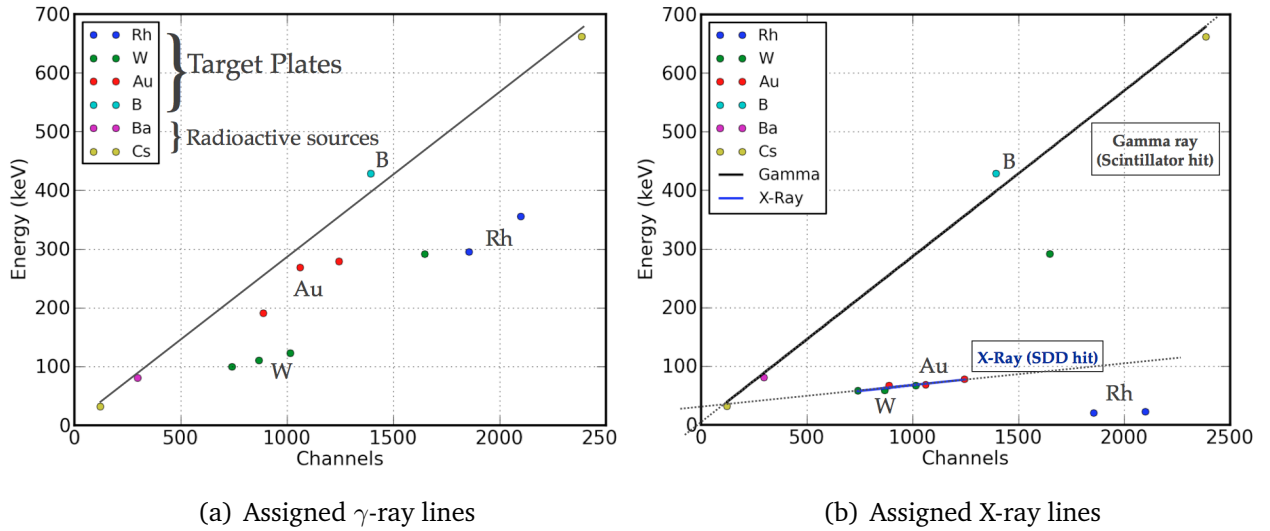 700
600
500
400
300
200
100
0
0
500
1000
1500
2000
250
Energy (keV)
Channels
Rh
W
Au
B
Ba
Cs
Target Plates
Radioactive sources
B
Rh
Au
W
(a) Assigned γ-ray lines
700
600
500
400
300
200
100
0
0
500
1000
1500
2000
2500
Energy (keV)
Channels
Rh
W
Au
B
Ba
Cs
Gamma
X-Ray
B
Gamma ray
(Scintillator hit)
X-Ray (SDD hit)
Au
W
Rh
(b) Assigned X-ray lines